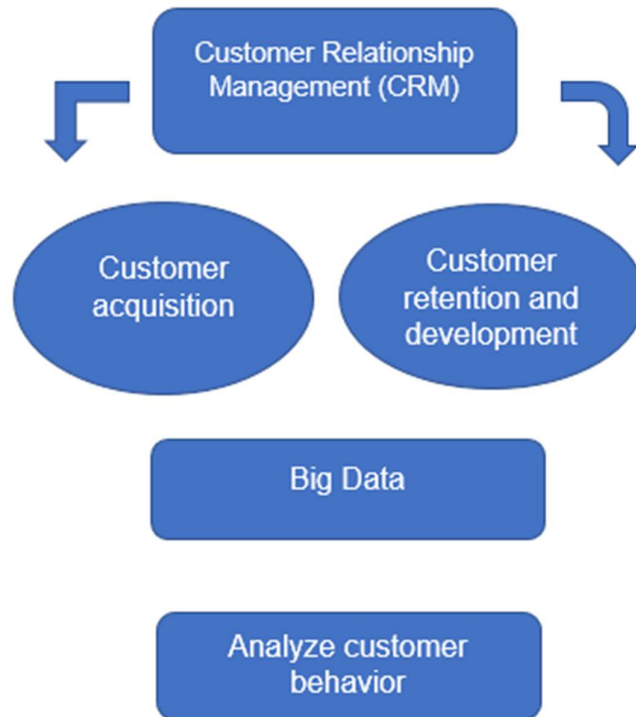 Customer Relationship
Management (CRM)
Customer
acquisition
Customer
retention and
development
Big Data
Analyze customer
behavior